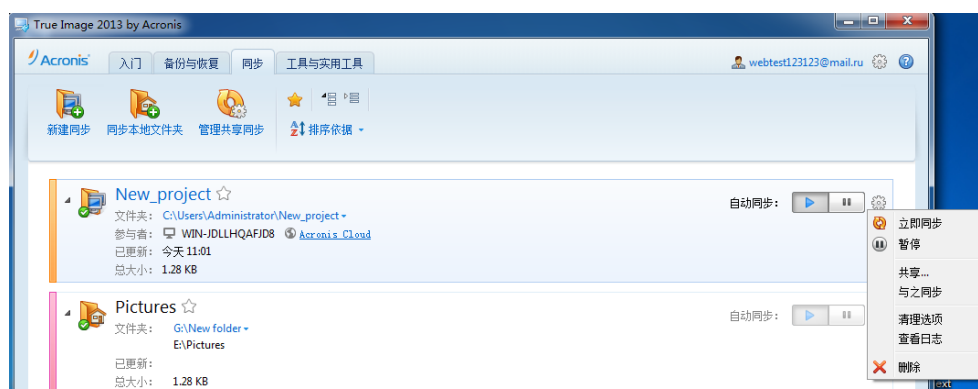 True Image 2013 by Acronis
Acronis 入门 备份与恢复 同步 工具与实用工具 webtest123123@mail.ru
新建同步 同步本地文件夹 管理共享同步 排序依据
New_project
自动同步:
文件夹: C:\Users\Administrator\New_project
参与者: WIN-JDLLHQAFJD8 Acronis Cloud
已更新: 今天 11:01
总大小: 1.28 KB
立即同步
暂停
共享...
与之同步
清理选项
查看日志
删除
Pictures
自动同步:
文件夹: G:\New folder
E:\Pictures
已更新:
总大小: 1.28 KB
ext